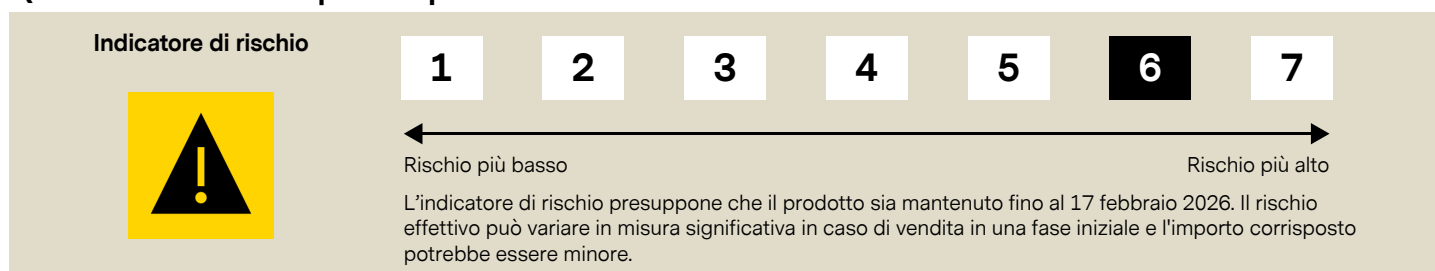 Indicatore di rischio
1 2 3 4 5 6 7
Rischio più basso Rischio più alto
L'indicatore di rischio presuppone che il prodotto sia mantenuto fino al 17 febbraio 2026. Il rischio
effettivo può variare in misura significativa in caso di vendita in una fase iniziale e l'importo corrisposto
potrebbe essere minore.